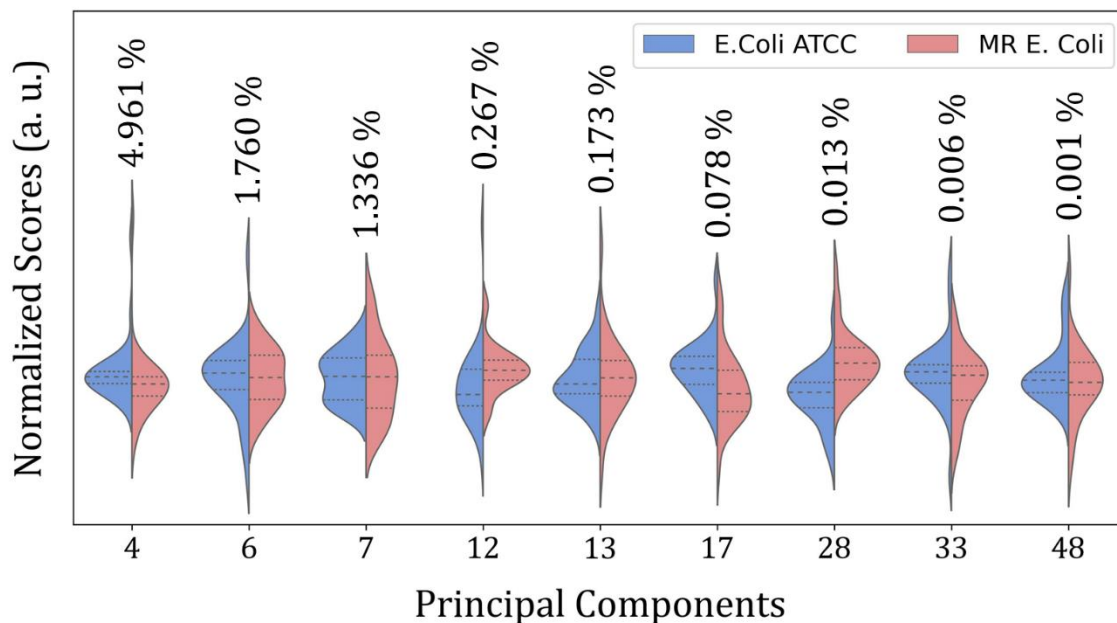 E.Coli ATCC
MR E. Coli
4.961 %
1.760 %
1.336 %
0.267 %
0.173 %
0.078 %
0.013 %
0.006 %
0.001 %
Normalized Scores (a. u.)
4 6 7 12 13 17 28 33 48
Principal Components